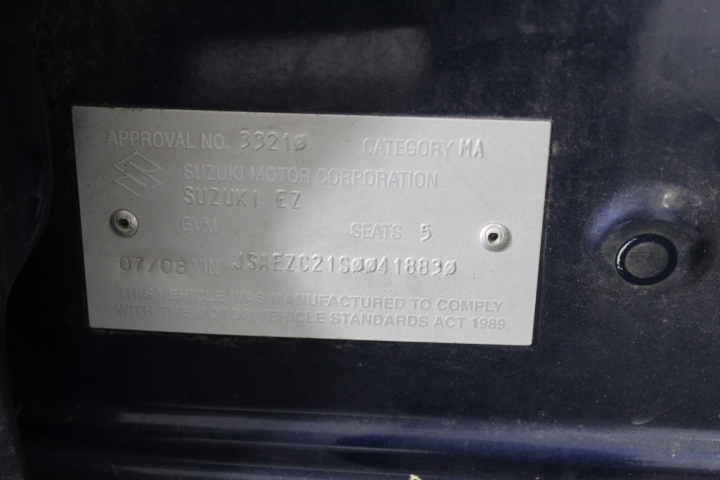 APPROVAL NO. 33210 CATEGORY MA
SUZUKI MOTOR CORPORATION
SUZUKI EZ
GVM SEATS 5
07/08 VIN JSAEZC21S00418830
THIS VEHICLE WAS MANUFACTURED TO COMPLY
WITH THE MOTOR VEHICLE STANDARDS ACT 1989.